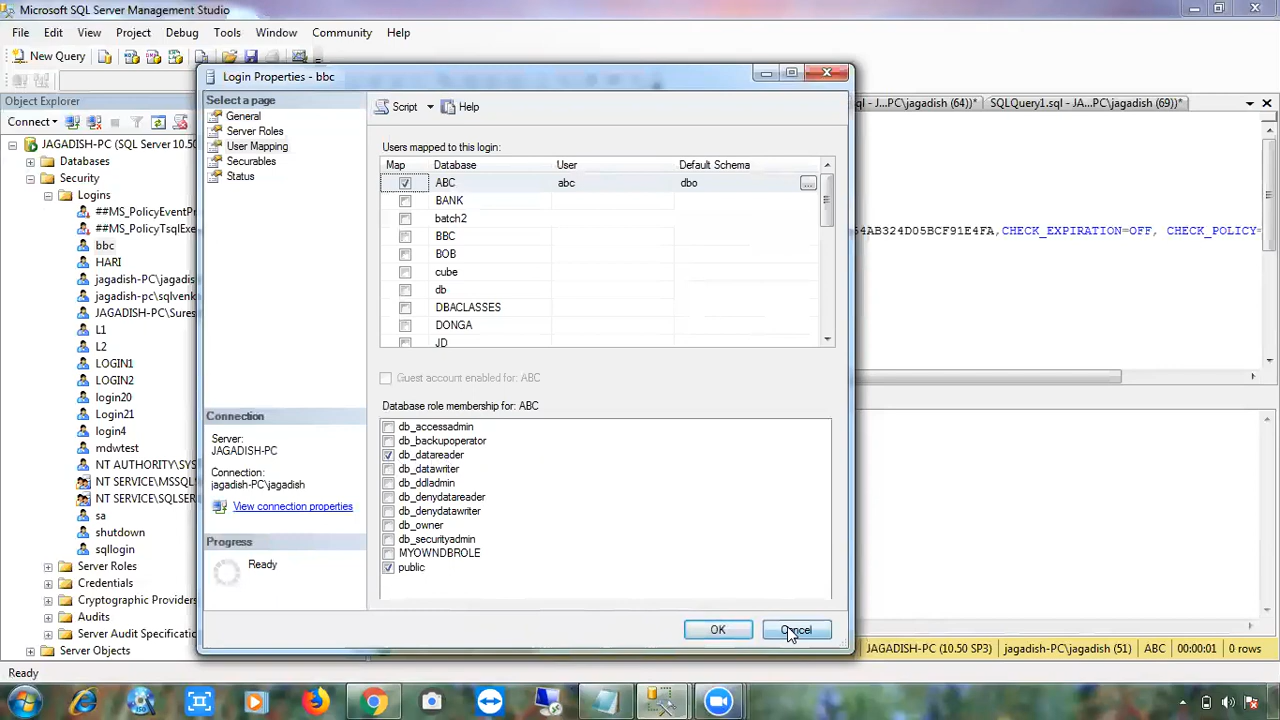 Microsoft SQL Server Management Studio
File Edit View Project Debug Tools Window Community Help
New Query
Object Explorer
Connect
JAGADISH-PC (SQL Server 10.50
Databases
Security
Logins
##MS_PolicyEventPr
##MS_PolicyTsqlExe
bbc
HARI
jagadish-PC\jagadis
jagadish-pc\sqlvenk
JAGADISH-PC\Sures
L1
L2
LOGIN1
LOGIN2
login20
Login21
login4
mdwtest
NT AUTHORITY\SYS
NT SERVICE\MSSQL
NT SERVICE\SQLSER
sa
shutdown
sqllogin
Server Roles
Credentials
Cryptographic Providers
Audits
Server Audit Specificatio
Server Objects
Login Properties - bbc
Select a page
General
Server Roles
User Mapping
Securables
Status
Connection
Server:
JAGADISH-PC
Connection:
jagadish-PC\jagadish
View connection properties
Progress
Ready
Script Help
Users mapped to this login:
Map Database User Default Schema
ABC abc dbo ...
BANK
batch2
BBC
BOB
cube
db
DBACLASSES
DONGA
JD
Guest account enabled for: ABC
Database role membership for: ABC
db_accessadmin
db_backupoperator
db_datareader
db_datawriter
db_ddladmin
db_denydatareader
db_denydatawriter
db_owner
db_securityadmin
MYOWNDBROLE
public
OK Cancel
ql - J...PC\jagadish (64))* SQLQuery1.sql - JA...PC\jagadish (69))*
54AB324D05BCF91E4FA,CHECK_EXPIRATION=OFF, CHECK_POLICY=
JAGADISH-PC (10.50 SP3) jagadish-PC\jagadish (51) ABC 00:00:01 0 rows
Ready